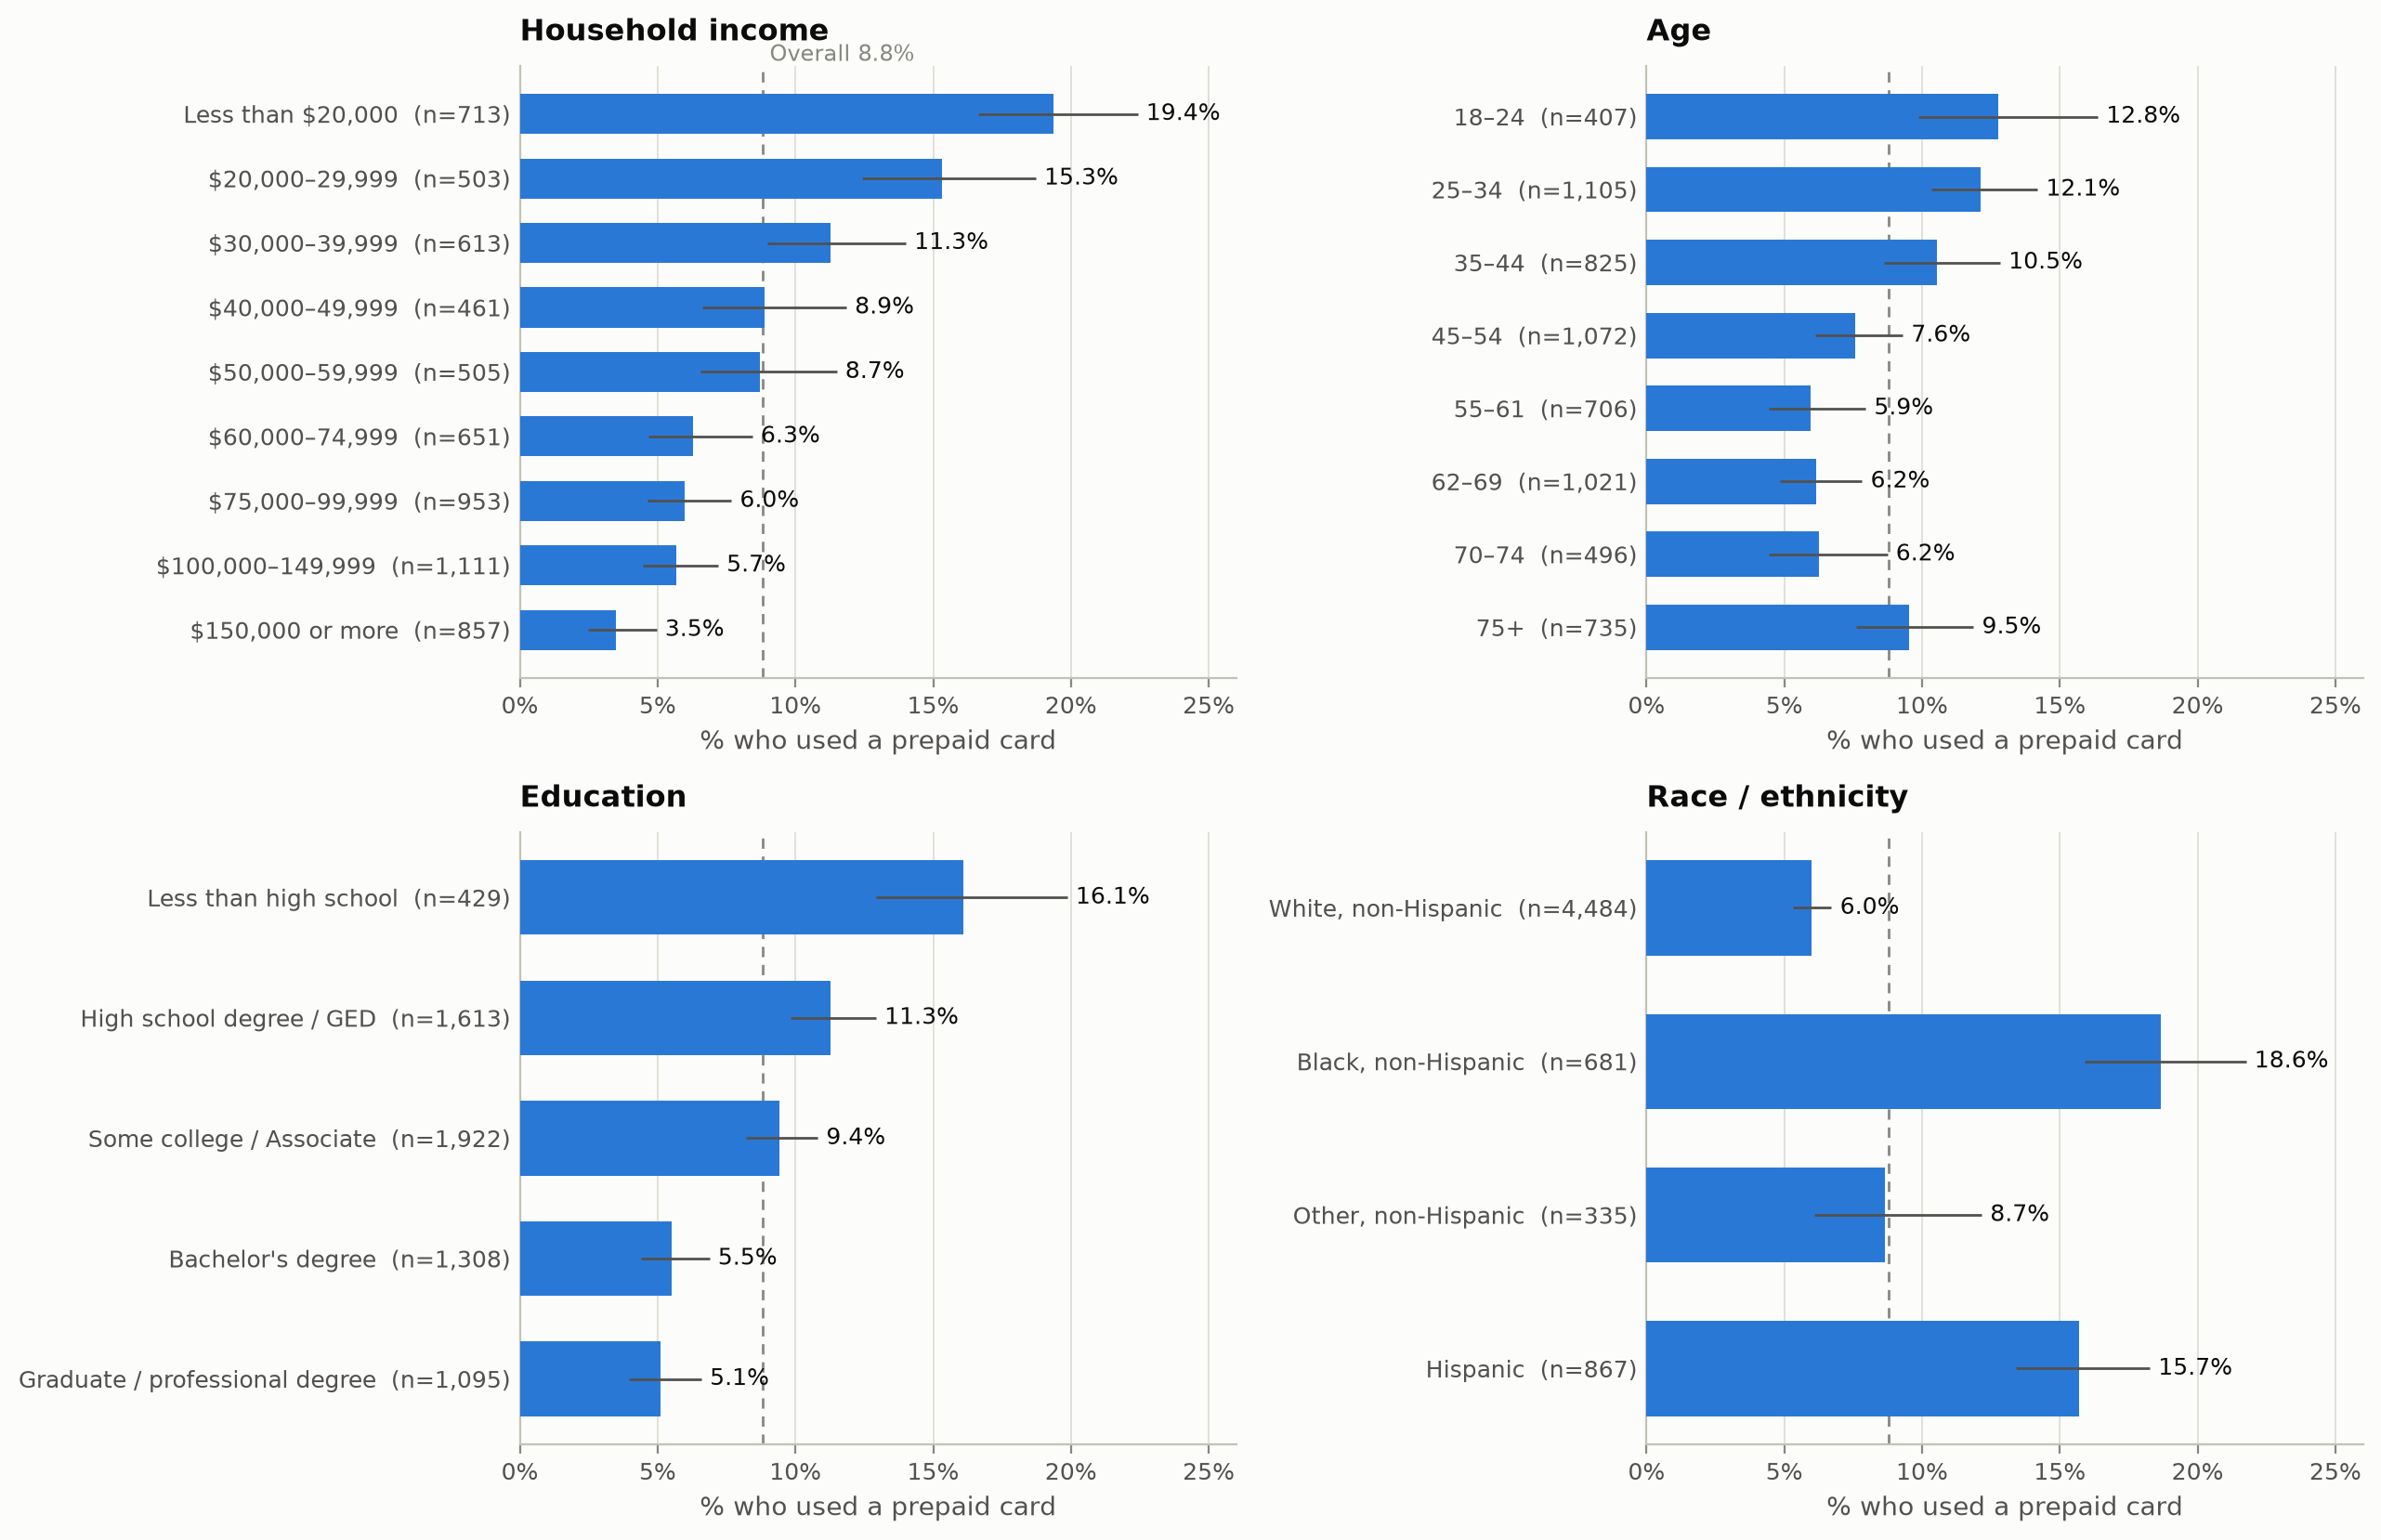 Household income
Overall 8.8%
Less than $20,000 (n=713) 19.4%
$20,000–29,999 (n=503) 15.3%
$30,000–39,999 (n=613) 11.3%
$40,000–49,999 (n=461) 8.9%
$50,000–59,999 (n=505) 8.7%
$60,000–74,999 (n=651) 6.3%
$75,000–99,999 (n=953) 6.0%
$100,000–149,999 (n=1,111) 5.7%
$150,000 or more (n=857) 3.5%
0% 5% 10% 15% 20% 25%
% who used a prepaid card
Age
18–24 (n=407) 12.8%
25–34 (n=1,105) 12.1%
35–44 (n=825) 10.5%
45–54 (n=1,072) 7.6%
55–61 (n=706) 5.9%
62–69 (n=1,021) 6.2%
70–74 (n=496) 6.2%
75+ (n=735) 9.5%
0% 5% 10% 15% 20% 25%
% who used a prepaid card
Education
Less than high school (n=429) 16.1%
High school degree / GED (n=1,613) 11.3%
Some college / Associate (n=1,922) 9.4%
Bachelor's degree (n=1,308) 5.5%
Graduate / professional degree (n=1,095) 5.1%
0% 5% 10% 15% 20% 25%
% who used a prepaid card
Race / ethnicity
White, non-Hispanic (n=4,484) 6.0%
Black, non-Hispanic (n=681) 18.6%
Other, non-Hispanic (n=335) 8.7%
Hispanic (n=867) 15.7%
0% 5% 10% 15% 20% 25%
% who used a prepaid card